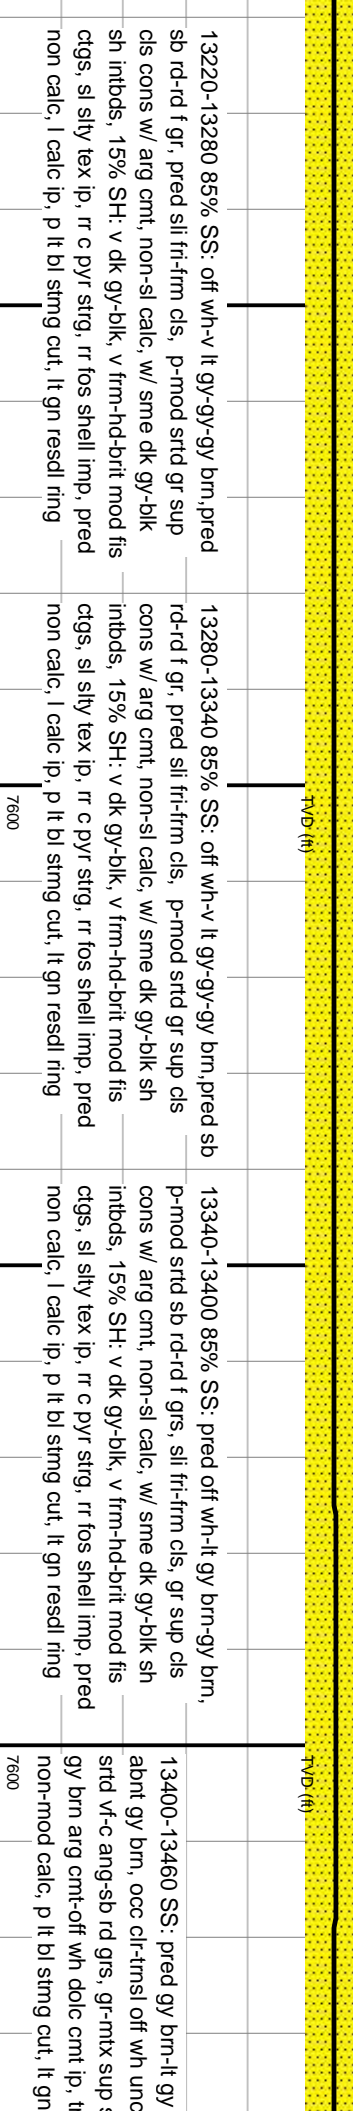 13220-13280 85% SS: off wh-v lt gy-gy-gy brn,pred
sb rd-rd f gr, pred sli fri-frm cls,  p-mod srtd gr sup
cls cons w/ arg cmt, non-sl calc, w/ sme dk gy-blk
sh intbds, 15% SH: v dk gy-blk, v frm-hd-brit mod fis
ctgs, sl slty tex ip, rr c pyr strg, rr fos shell imp, pred
non calc, l calc ip, p lt bl stmg cut, lt gn resdl ring
13280-13340 85% SS: off wh-v lt gy-gy-gy brn,pred sb
rd-rd f gr, pred sli fri-frm cls,  p-mod srtd gr sup cls
cons w/ arg cmt, non-sl calc, w/ sme dk gy-blk sh
intbds, 15% SH: v dk gy-blk, v frm-hd-brit mod fis
ctgs, sl slty tex ip, rr c pyr strg, rr fos shell imp, pred
non calc, l calc ip, p lt bl stmg cut, lt gn resdl ring
TVD (ft)
7600
13340-13400 85% SS: pred off wh-lt gy brn-gy brn,
p-mod srtd sb rd-rd f grs, sli fri-frm cls, gr sup cls
cons w/ arg cmt, non-sl calc, w/ sme dk gy-blk sh
intbds, 15% SH: v dk gy-blk, v frm-hd-brit mod fis
ctgs, sl slty tex ip, rr c pyr strg, rr fos shell imp, pred
non calc, l calc ip, p lt bl stmg cut, lt gn resdl ring
TVD (ft)
7600
13400-13460 SS: pred gy brn-lt gy
abnt gy brn, occ clr-trnsl off wh unc
srtd vf-c ang-sb rd grs, gr-mtx sup
gy brn arg cmt-off wh dolc cmt ip,
non-mod calc, p lt bl stmg cut, lt gn